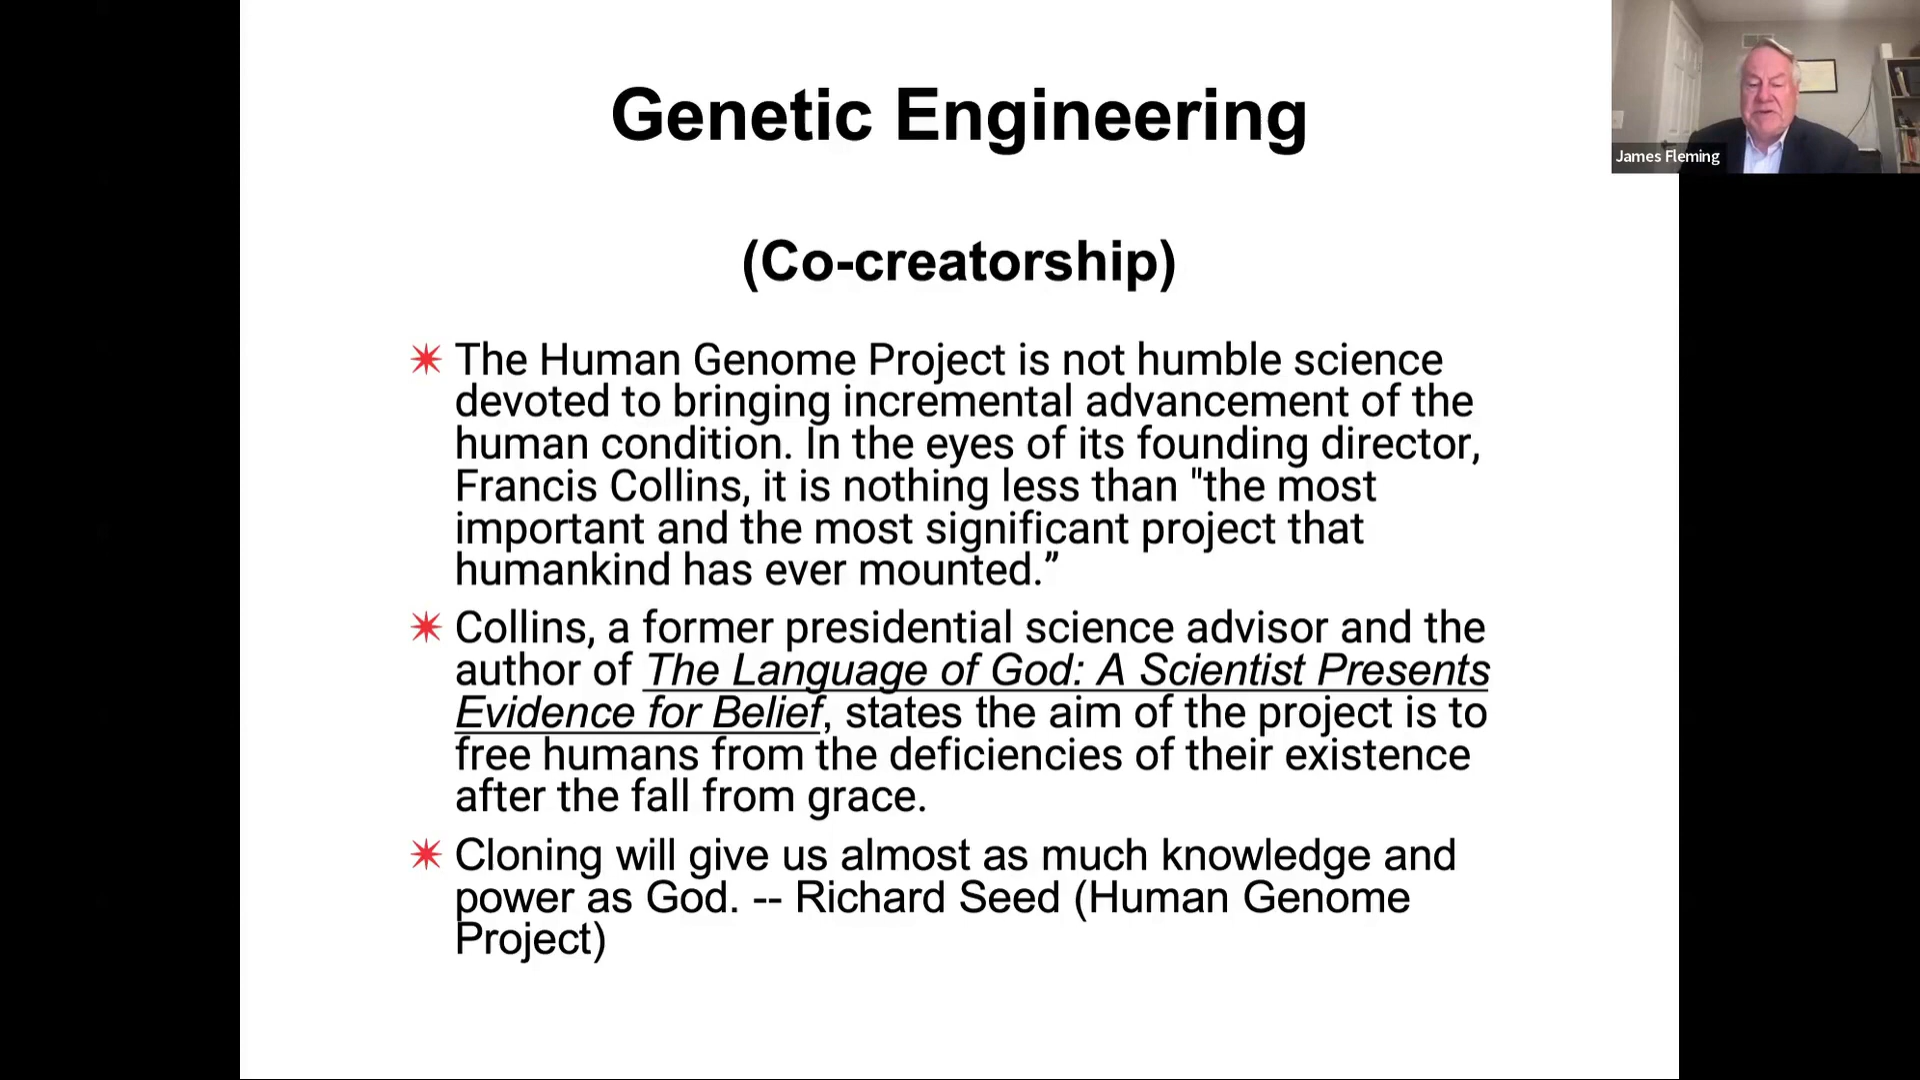 Genetic Engineering
(Co-creatorship)
The Human Genome Project is not humble science
devoted to bringing incremental advancement of the
human condition. In the eyes of its founding director,
Francis Collins, it is nothing less than "the most
important and the most significant project that
humankind has ever mounted.”
Collins, a former presidential science advisor and the
author of The Language of God: A Scientist Presents
Evidence for Belief, states the aim of the project is to
free humans from the deficiencies of their existence
after the fall from grace.
Cloning will give us almost as much knowledge and
power as God. -- Richard Seed (Human Genome
Project)
James Fleming